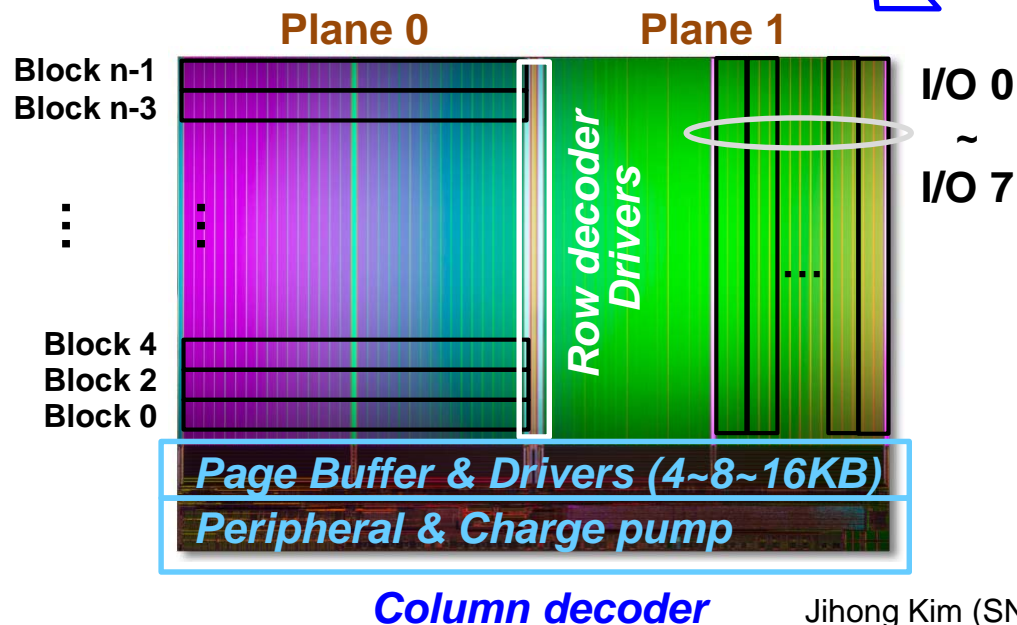 Plane 0
Plane 1
Block n-1
Block n-3
I/O 0
~
I/O 7
⋮
⋮
Row decoder
Drivers
...
Block 4
Block 2
Block 0
Page Buffer & Drivers (4~8~16KB)
Peripheral & Charge pump
Column decoder
Jihong Kim (SN